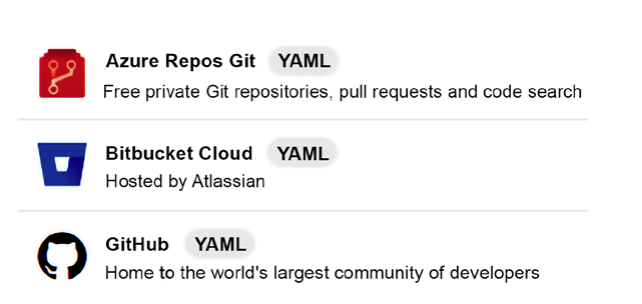 Azure Repos Git YAML
Free private Git repositories, pull requests and code search
Bitbucket Cloud YAML
Hosted by Atlassian
GitHub YAML
Home to the world's largest community of developers